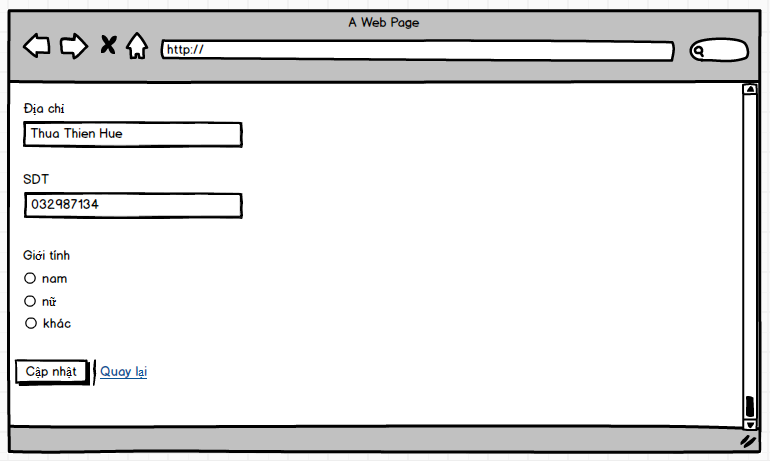 A Web Page
http://
Địa chỉ
Thua Thien Hue
SDT
032987134
Giới tính
nam
nữ
khác
Cập nhật | Quay lại